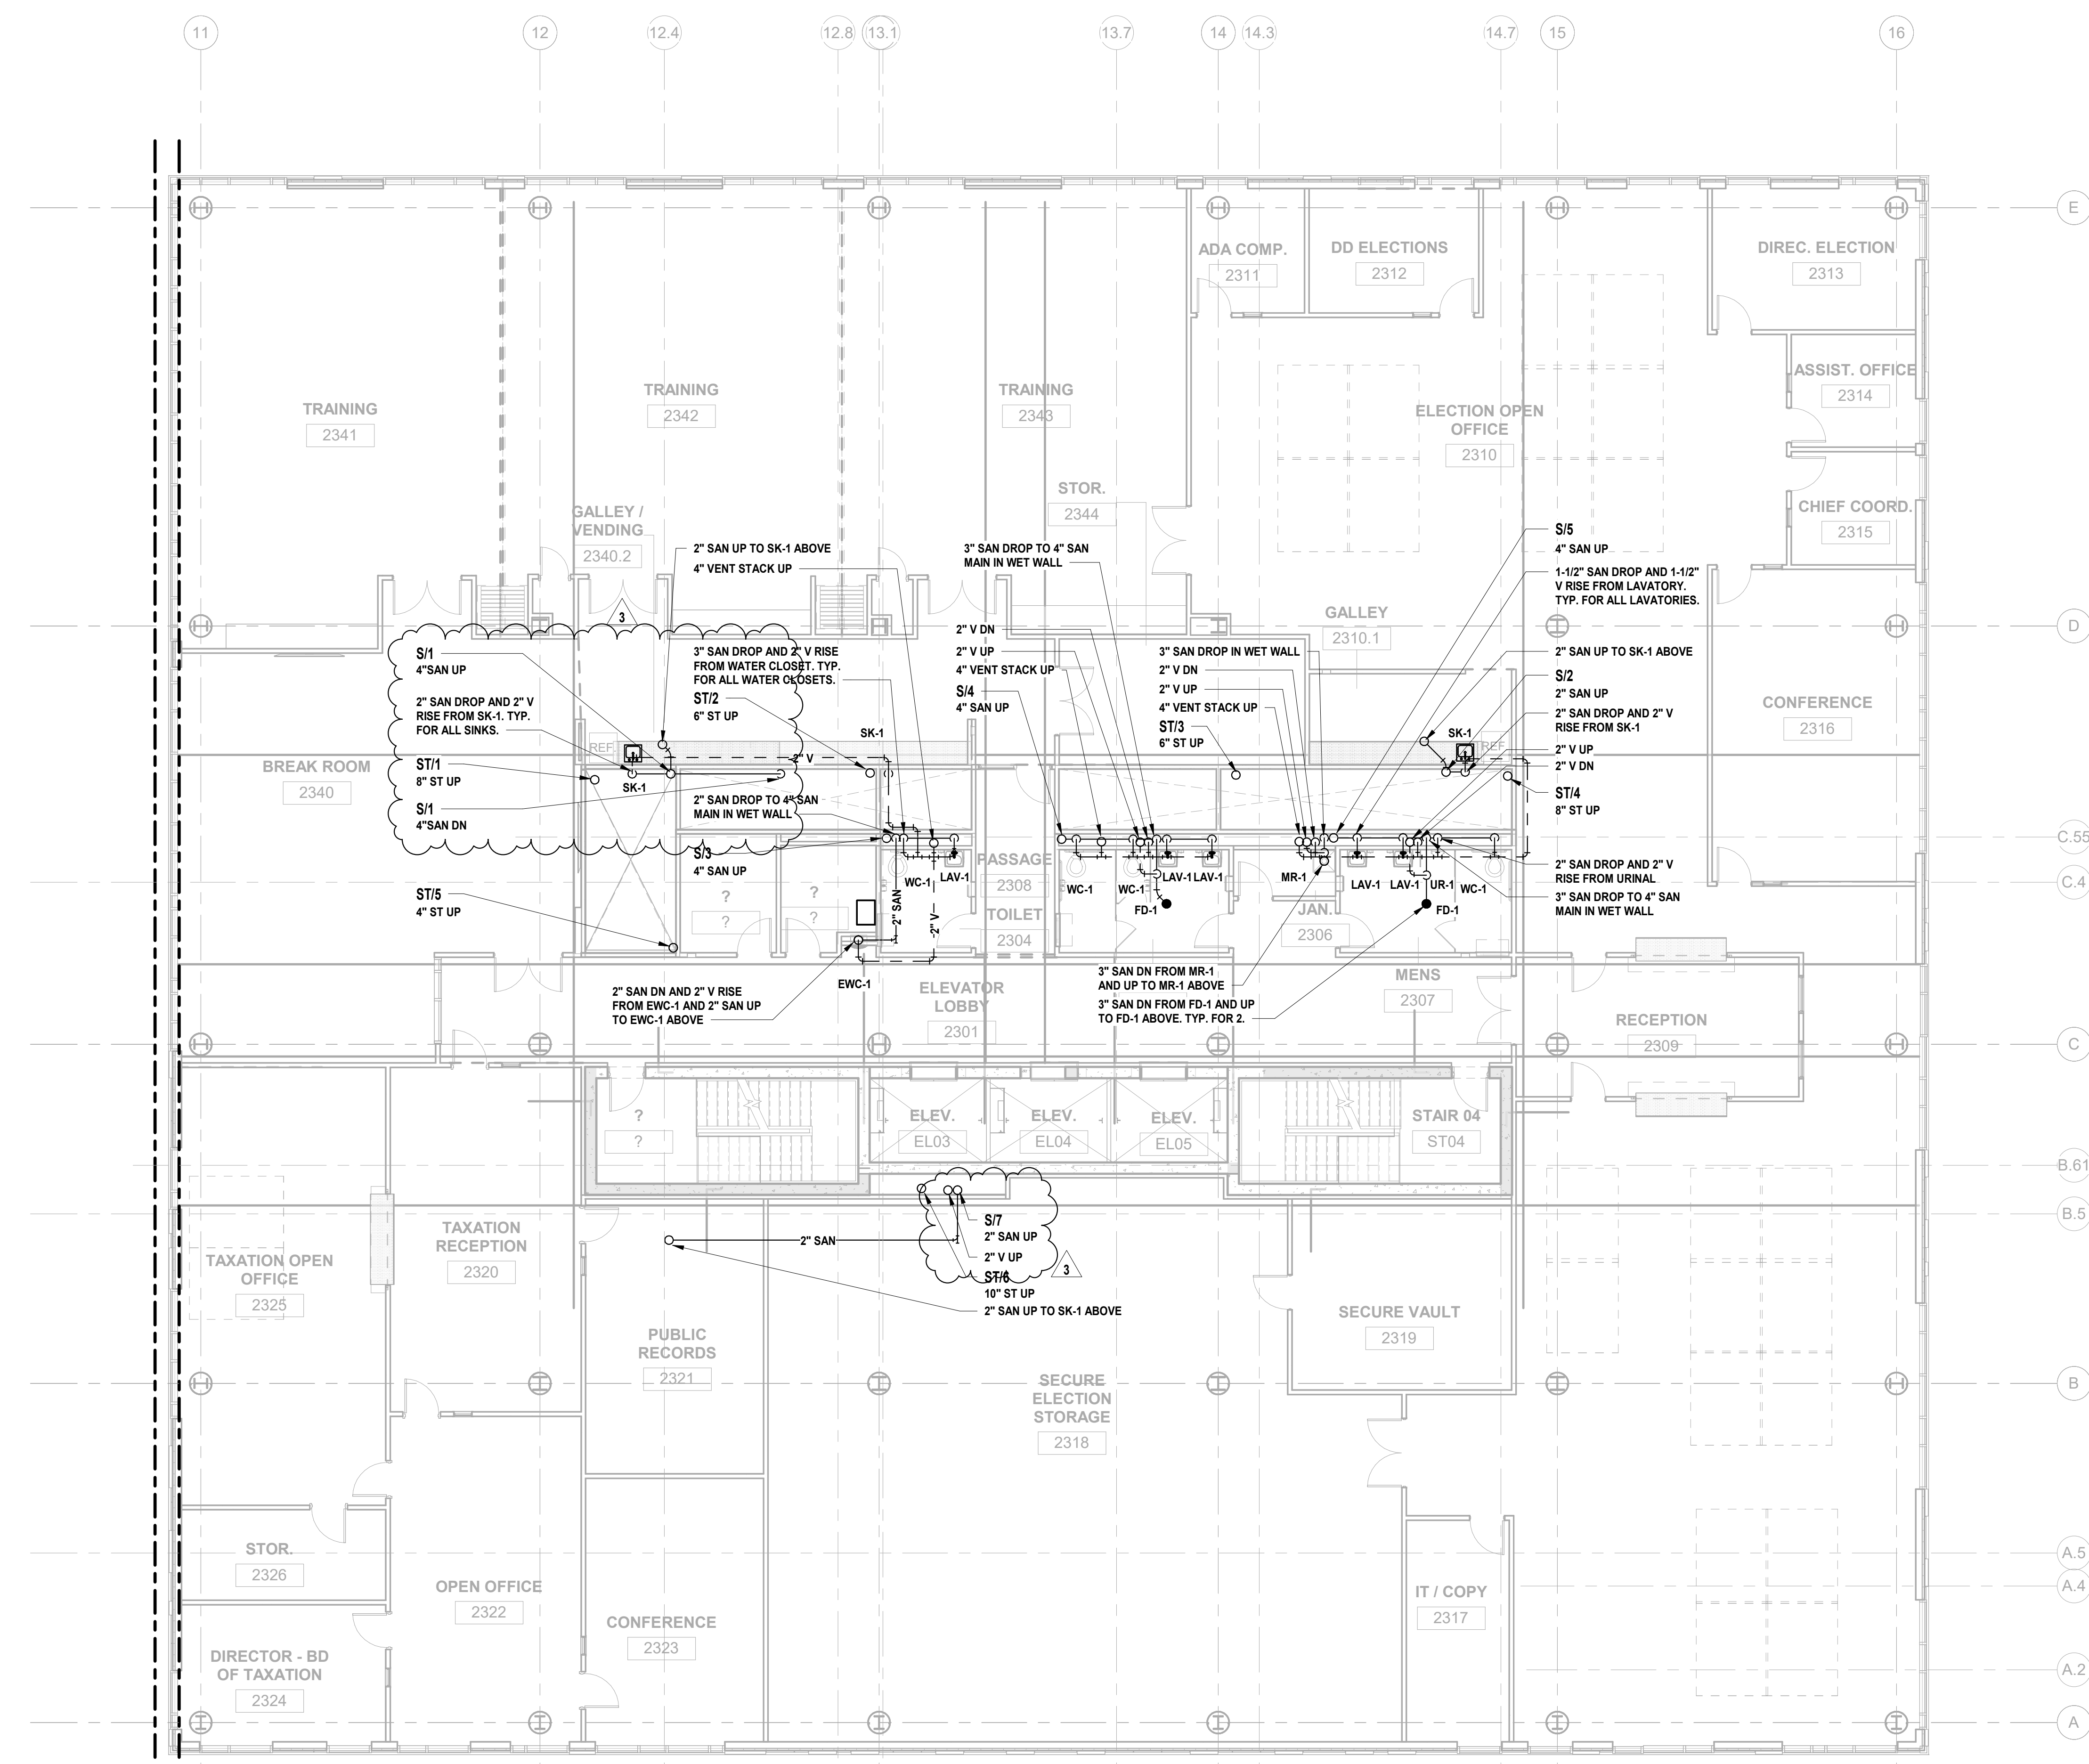 11
12
12.4
12.8
13.1
13.7
14
14.3
14.7
15
16
E
ADA COMP.
2311
DD ELECTIONS
2312
DIREC. ELECTION
2313
TRAINING
2341
TRAINING
2342
TRAINING
2343
ELECTION OPEN
OFFICE
2310
ASSIST. OFFICE
2314
STOR.
2344
CHIEF COORD.
2315
GALLEY /
VENDING
2340.2
2" SAN UP TO SK-1 ABOVE
4" VENT STACK UP
3" SAN DROP TO 4" SAN
MAIN IN WET WALL
S/5
4" SAN UP
1-1/2" SAN DROP AND 1-1/2"
V RISE FROM LAVATORY.
TYP. FOR ALL LAVATORIES.
3
GALLEY
2310.1
D
S/1
4"SAN UP
3" SAN DROP AND 2" V RISE
FROM WATER CLOSET. TYP.
FOR ALL WATER CLOSETS.
ST/2
6" ST UP
2" V DN
2" V UP
4" VENT STACK UP
S/4
4" SAN UP
3" SAN DROP IN WET WALL
2" V DN
2" V UP
4" VENT STACK UP
ST/3
6" ST UP
2" SAN UP TO SK-1 ABOVE
S/2
2" SAN UP
2" SAN DROP AND 2" V
RISE FROM SK-1
2" V UP
2" V DN
ST/4
8" ST UP
2" SAN DROP AND 2" V
RISE FROM SK-1. TYP.
FOR ALL SINKS.
CONFERENCE
2316
SK-1
SK-1
REF.
REF.
2" V
BREAK ROOM
2340
ST/1
8" ST UP
SK-1
S/1
4"SAN DN
2" SAN DROP TO 4" SAN
MAIN IN WET WALL
C.55
S/3
4" SAN UP
PASSAGE
2308
2" SAN DROP AND 2" V
RISE FROM URINAL
C.4
WC-1
LAV-1
WC-1
WC-1
LAV-1
LAV-1
MR-1
LAV-1
LAV-1
UR-1
WC-1
3" SAN DROP TO 4" SAN
MAIN IN WET WALL
ST/5
4" ST UP
?
?
?
?
2" SAN
2" V
TOILET
2304
FD-1
JAN.
2306
FD-1
EWC-1
2" SAN DN AND 2" V RISE
FROM EWC-1 AND 2" SAN UP
TO EWC-1 ABOVE
ELEVATOR
LOBBY
2301
3" SAN DN FROM MR-1
AND UP TO MR-1 ABOVE
3" SAN DN FROM FD-1 AND UP
TO FD-1 ABOVE. TYP. FOR 2.
MENS
2307
RECEPTION
2309
C
?
?
ELEV.
EL03
ELEV.
EL04
ELEV.
EL05
STAIR 04
ST04
B.61
B.5
TAXATION
RECEPTION
2320
TAXATION OPEN
OFFICE
2325
2" SAN
S/7
2" SAN UP
2" V UP
ST/6
10" ST UP
2" SAN UP TO SK-1 ABOVE
3
SECURE VAULT
2319
PUBLIC
RECORDS
2321
SECURE
ELECTION
STORAGE
2318
B
STOR.
2326
OPEN OFFICE
2322
CONFERENCE
2323
IT / COPY
2317
A.5
A.4
DIRECTOR - BD
OF TAXATION
2324
A.2
A